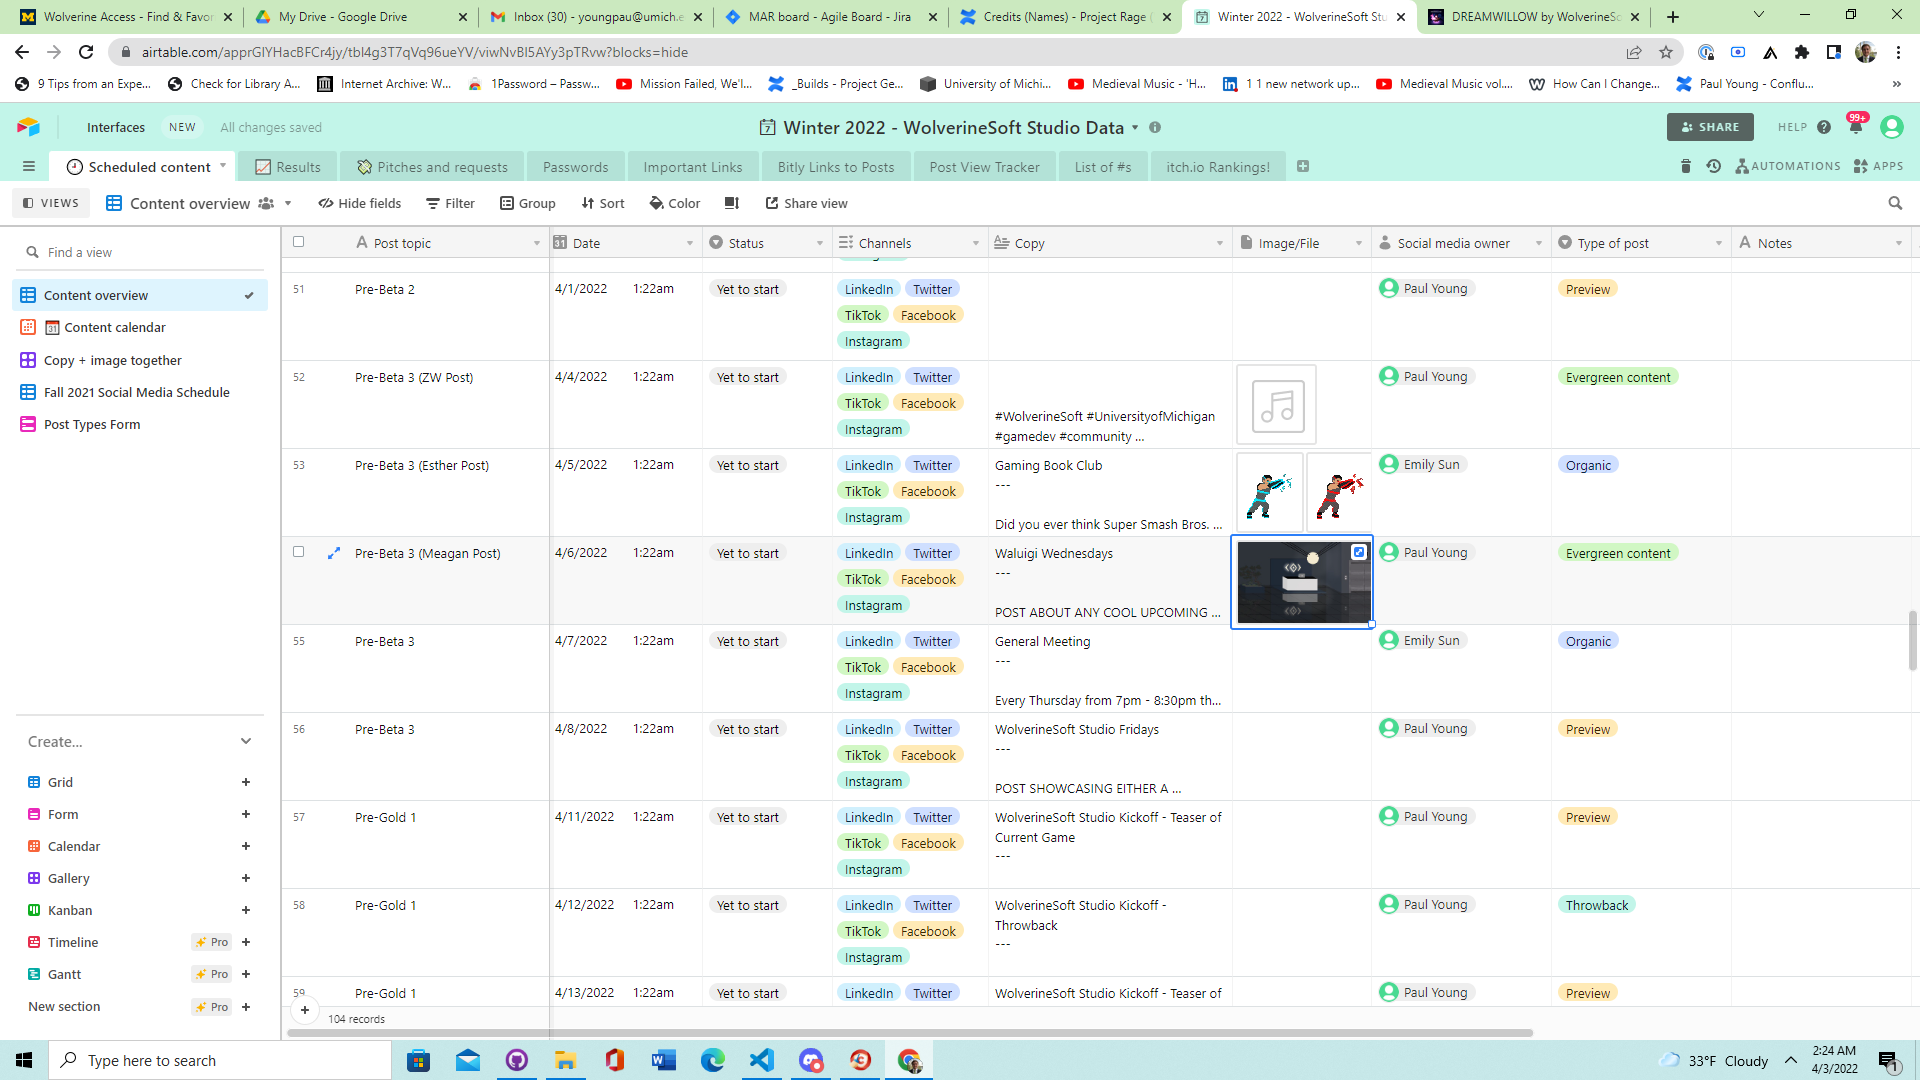 Wolverine Access - Find & Favor
My Drive - Google Drive
Inbox (30) - youngpau@umich.e
MAR board - Agile Board - Jira
Credits (Names) - Project Rage (
Winter 2022 - WolverineSoft Stu
DREAMWILLOW by WolverineSo
airtable.com/apprGlYHacBFCr4jy/tbl4g3T7qVq96ueYV/viwNvBl5AYy3pTRvw?blocks=hide
9 Tips from an Expe...
Check for Library A...
Internet Archive: W...
1Password – Passw...
Mission Failed, We'l...
_Builds - Project Ge...
University of Michi...
Medieval Music - 'H...
1 1 new network up...
Medieval Music vol....
How Can I Change...
Paul Young - Conflu...
Interfaces
NEW
All changes saved
Winter 2022 - WolverineSoft Studio Data
SHARE
HELP
99+
Scheduled content
Results
Pitches and requests
Passwords
Important Links
Bitly Links to Posts
Post View Tracker
List of #s
itch.io Rankings!
AUTOMATIONS
APPS
VIEWS
Content overview
Hide fields
Filter
Group
Sort
Color
Share view
Find a view
Content overview
Content calendar
Copy + image together
Fall 2021 Social Media Schedule
Post Types Form
Create...
Grid
Form
Calendar
Gallery
Kanban
Timeline Pro
Gantt Pro
New section Pro
Post topic Date Status Channels Copy Image/File Social media owner Type of post Notes
51 Pre-Beta 2 4/1/2022 1:22am Yet to start LinkedIn Twitter Paul Young Preview
TikTok Facebook
Instagram
52 Pre-Beta 3 (ZW Post) 4/4/2022 1:22am Yet to start LinkedIn Twitter Paul Young Evergreen content
TikTok Facebook
#WolverineSoft #UniversityofMichigan
Instagram
#gamedev #community ...
53 Pre-Beta 3 (Esther Post) 4/5/2022 1:22am Yet to start LinkedIn Twitter Gaming Book Club Emily Sun Organic
TikTok Facebook ---
Instagram Did you ever think Super Smash Bros. ...
Pre-Beta 3 (Meagan Post) 4/6/2022 1:22am Yet to start LinkedIn Twitter Waluigi Wednesdays Paul Young Evergreen content
TikTok Facebook ---
Instagram POST ABOUT ANY COOL UPCOMING ...
55 Pre-Beta 3 4/7/2022 1:22am Yet to start LinkedIn Twitter General Meeting Emily Sun Organic
TikTok Facebook ---
Instagram Every Thursday from 7pm - 8:30pm th...
56 Pre-Beta 3 4/8/2022 1:22am Yet to start LinkedIn Twitter WolverineSoft Studio Fridays Paul Young Preview
TikTok Facebook ---
Instagram POST SHOWCASING EITHER A ...
57 Pre-Gold 1 4/11/2022 1:22am Yet to start LinkedIn Twitter WolverineSoft Studio Kickoff - Teaser of Paul Young Preview
TikTok Facebook Current Game
Instagram ---
58 Pre-Gold 1 4/12/2022 1:22am Yet to start LinkedIn Twitter WolverineSoft Studio Kickoff - Paul Young Throwback
TikTok Facebook Throwback
Instagram ---
59 Pre-Gold 1 4/13/2022 1:22am Yet to start LinkedIn Twitter WolverineSoft Studio Kickoff - Teaser of Paul Young Preview
104 records
Type here to search
33°F Cloudy
2:24 AM
4/3/2022
1